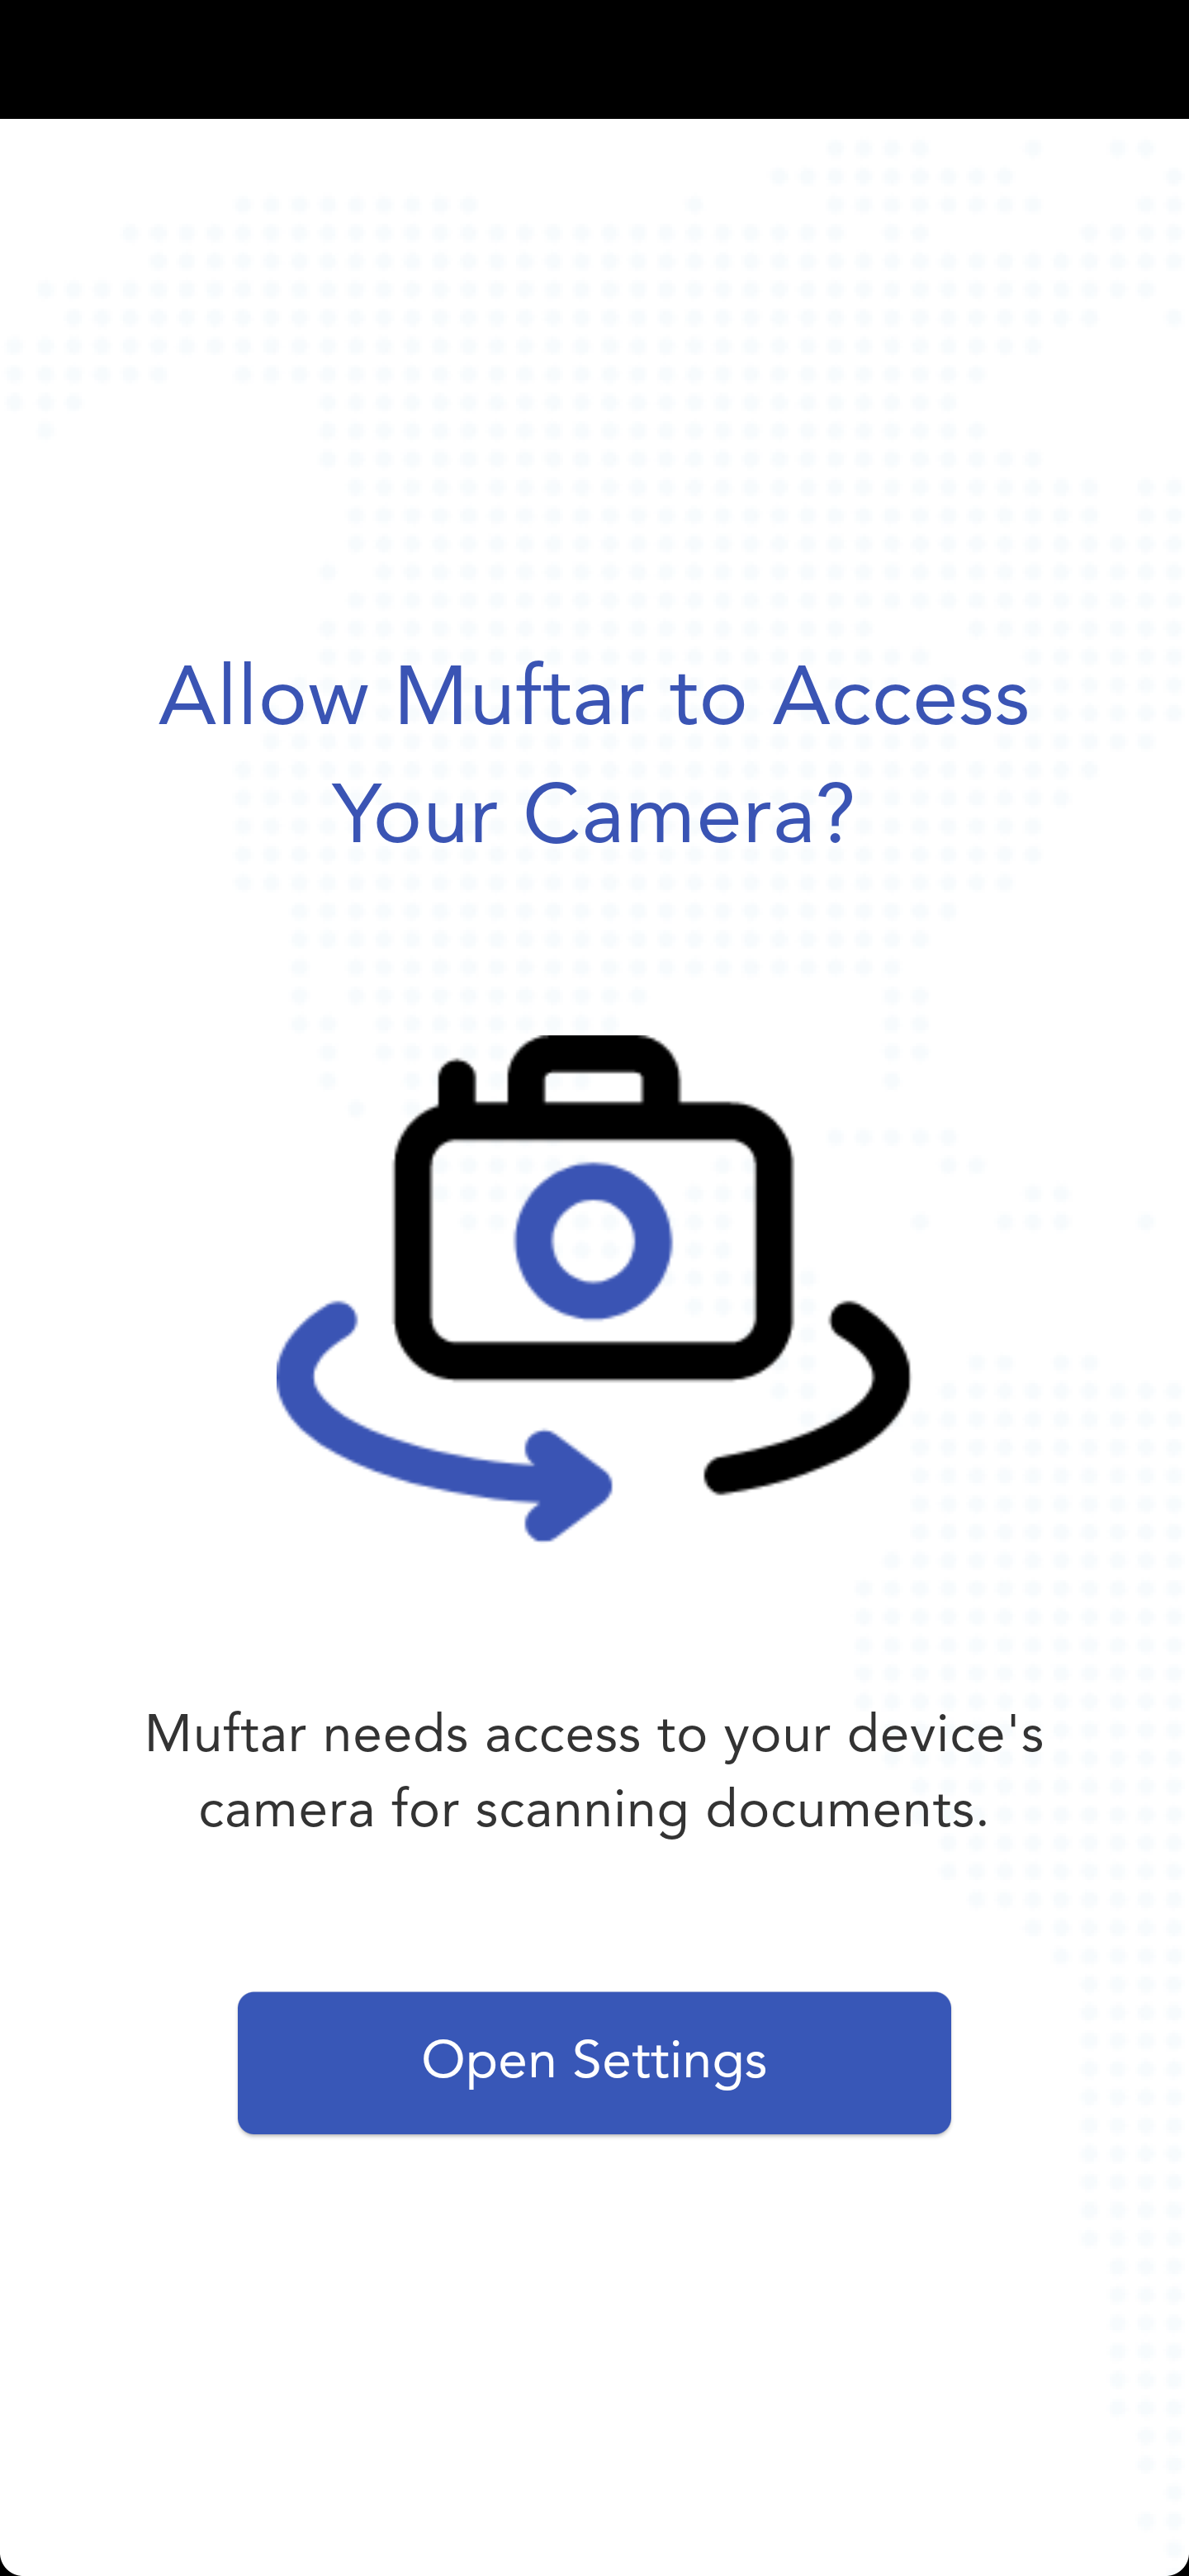 Allow Muftar to Access
Your Camera?
Muftar needs access to your device's
camera for scanning documents.
Open Settings